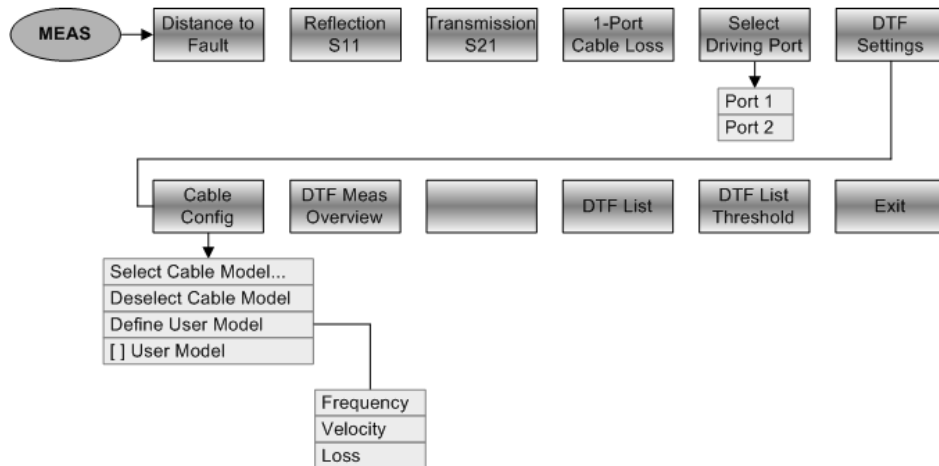 MEAS
Distance to
Fault
Reflection
S11
Transmission
S21
1-Port
Cable Loss
Select
Driving Port
DTF
Settings
Port 1
Port 2
Cable
Config
DTF Meas
Overview
DTF List
DTF List
Threshold
Exit
Select Cable Model...
Deselect Cable Model
Define User Model
[ ] User Model
Frequency
Velocity
Loss